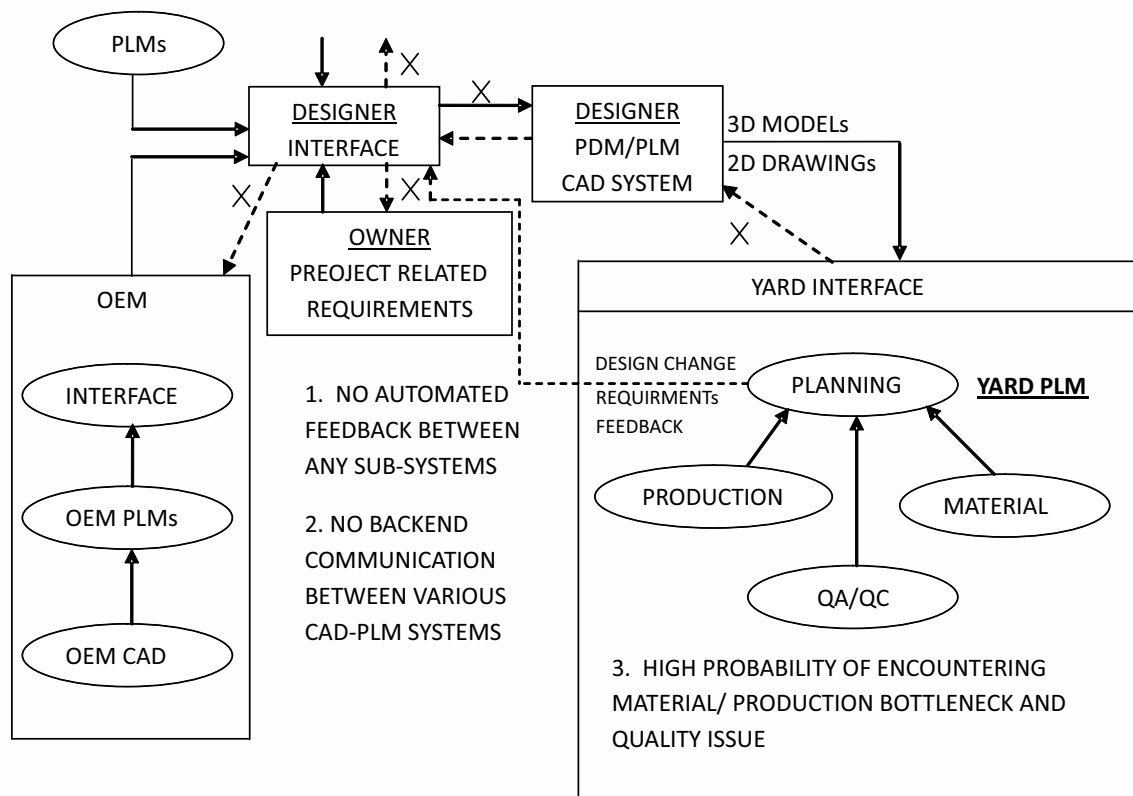 PLMs
DESIGNER
INTERFACE
DESIGNER
PDM/PLM
CAD SYSTEM
3D MODELs
2D DRAWINGs
OWNER
PREOJECT RELATED
REQUIREMENTS
OEM
INTERFACE
OEM PLMs
OEM CAD
1. NO AUTOMATED
FEEDBACK BETWEEN
ANY SUB-SYSTEMS
2. NO BACKEND
COMMUNICATION
BETWEEN VARIOUS
CAD-PLM SYSTEMS
YARD INTERFACE
DESIGN CHANGE
REQUIRMENTs
FEEDBACK
PLANNING
YARD PLM
PRODUCTION
MATERIAL
QA/QC
3. HIGH PROBABILITY OF ENCOUNTERING
MATERIAL/ PRODUCTION BOTTLENECK AND
QUALITY ISSUE